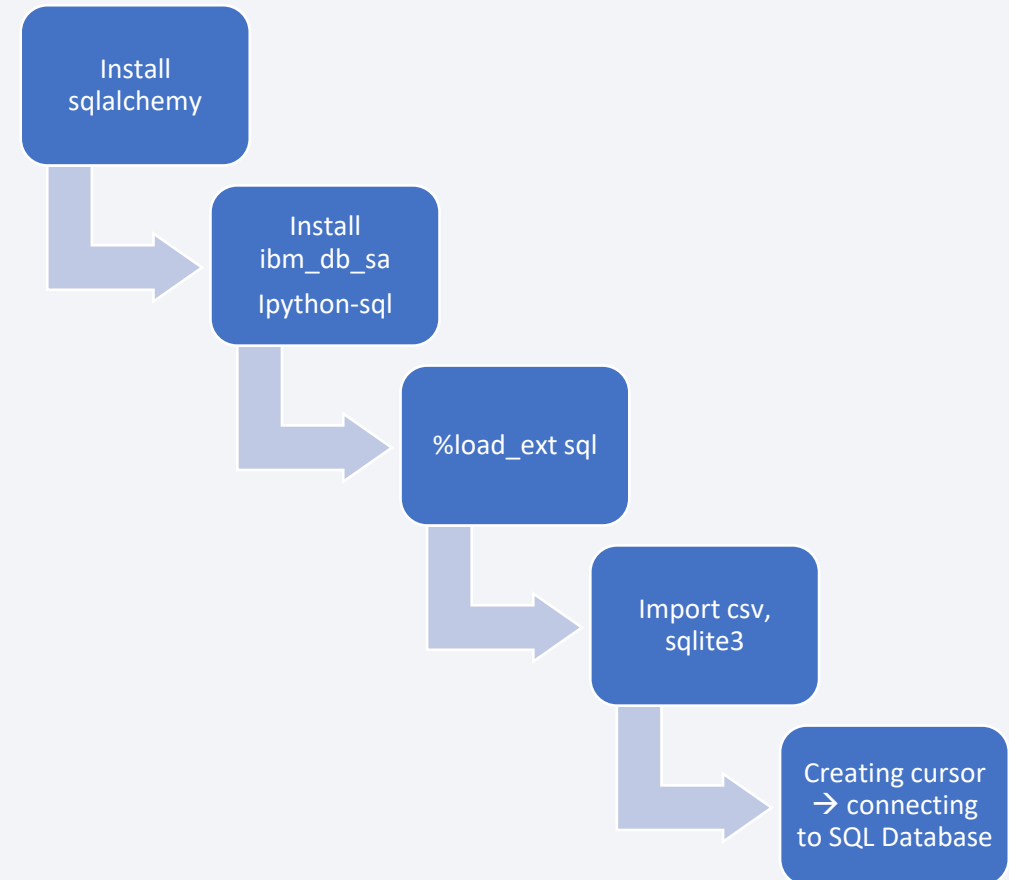 Install
sqlalchemy
Install
ibm_db_sa
Ipython-sql
%load_ext sql
Import csv,
sqlite3
Creating cursor
→ connecting
to SQL Database